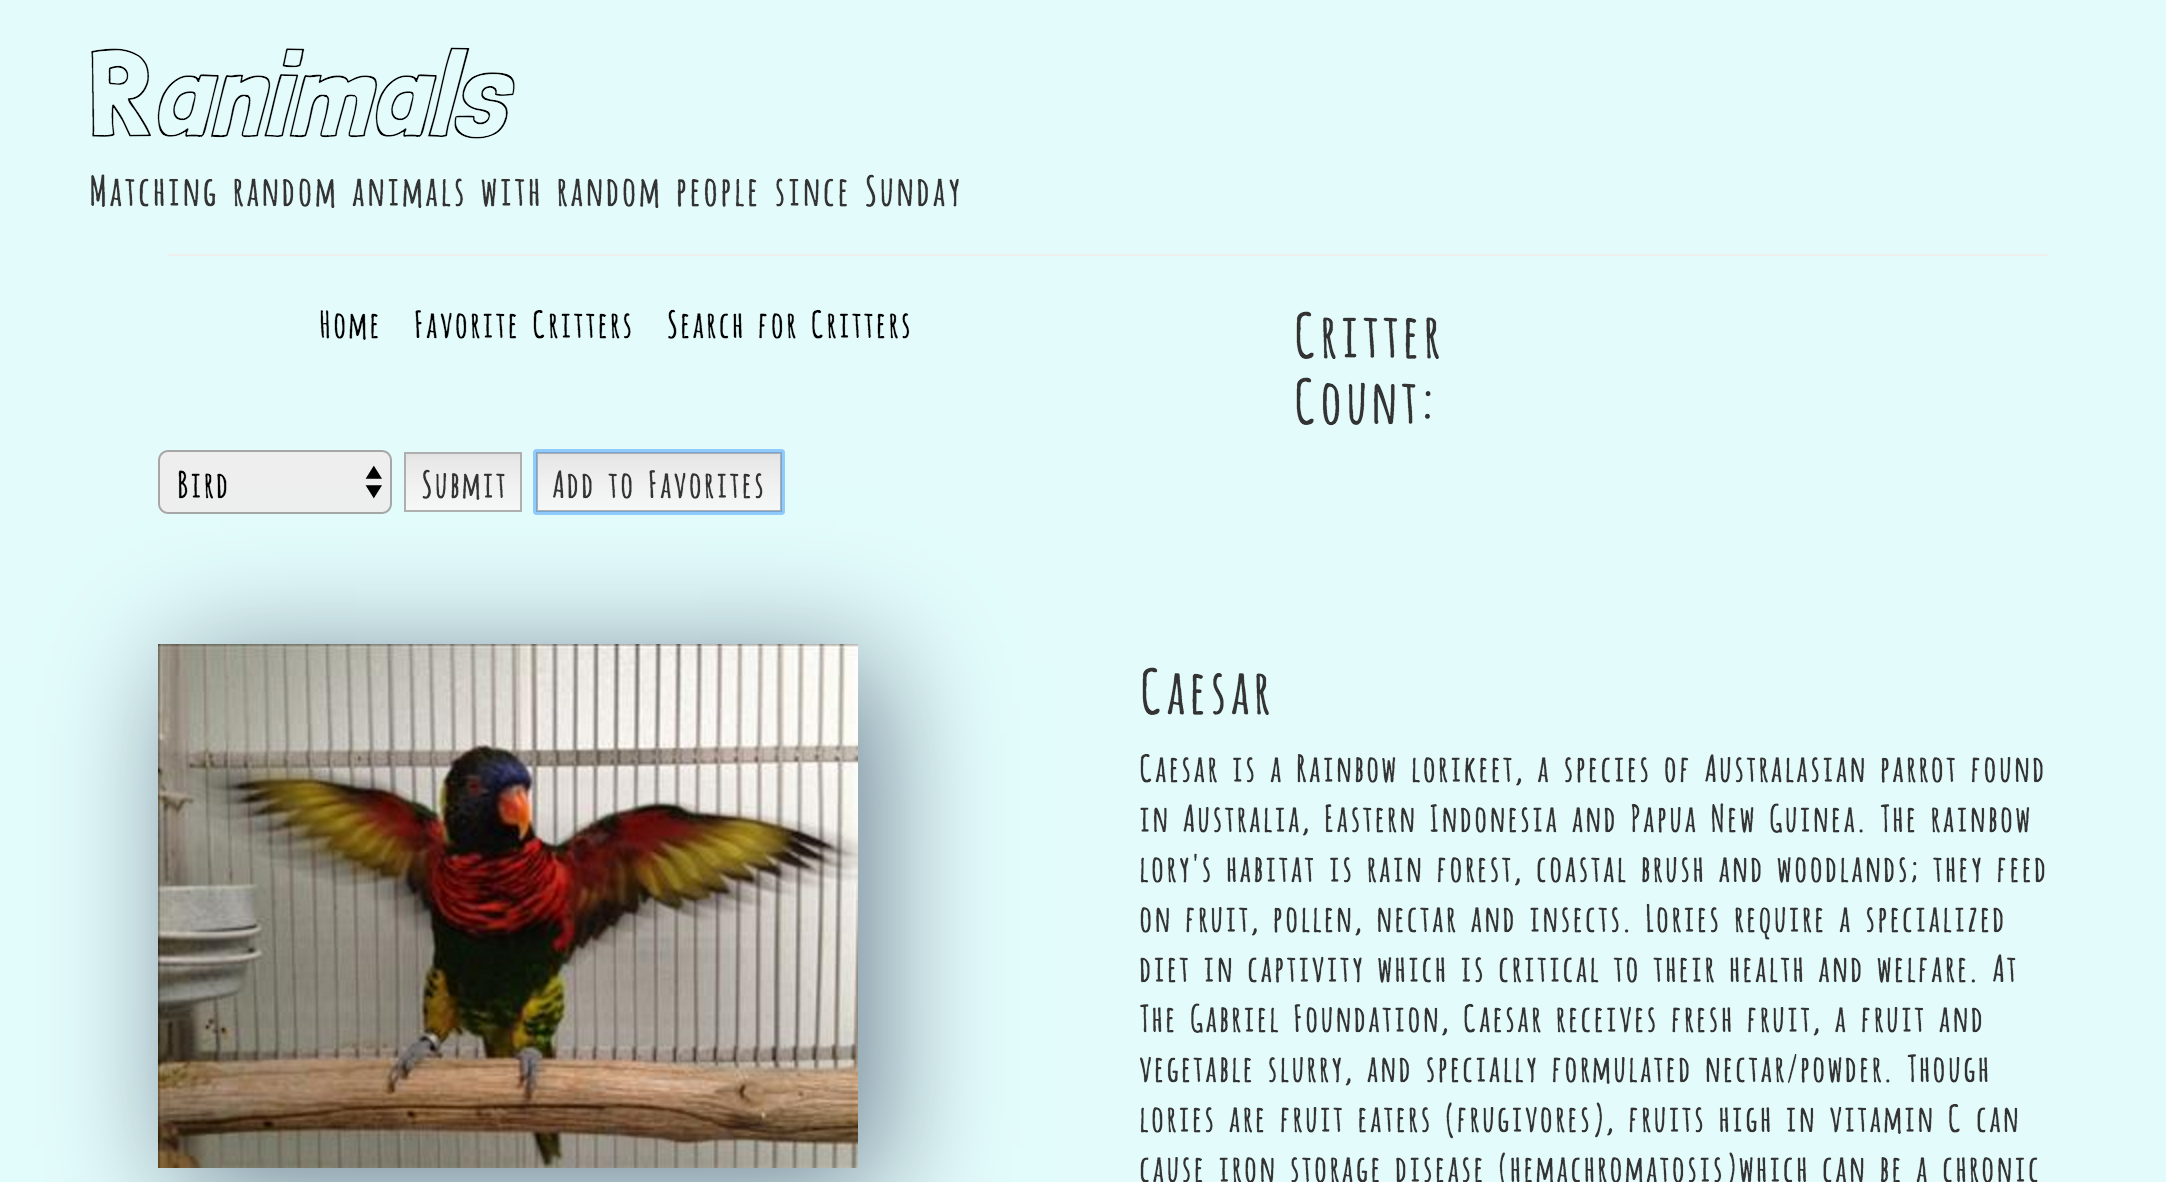 Ranimals
Matching random animals with random people since Sunday
Home Favorite Critters Search for Critters
Critter
Count:
Bird Submit Add to Favorites
Caesar
Caesar is a Rainbow lorikeet, a species of Australasian parrot found
in Australia, Eastern Indonesia and Papua New Guinea. The rainbow
lory's habitat is rain forest, coastal brush and woodlands; they feed
on fruit, pollen, nectar and insects. Lories require a specialized
diet in captivity which is critical to their health and welfare. At
The Gabriel Foundation, Caesar receives fresh fruit, a fruit and
vegetable slurry, and specially formulated nectar/powder. Though
lories are fruit eaters (frugivores), fruits high in vitamin C can
cause iron storage disease (hemachromatosis)which can be a chronic